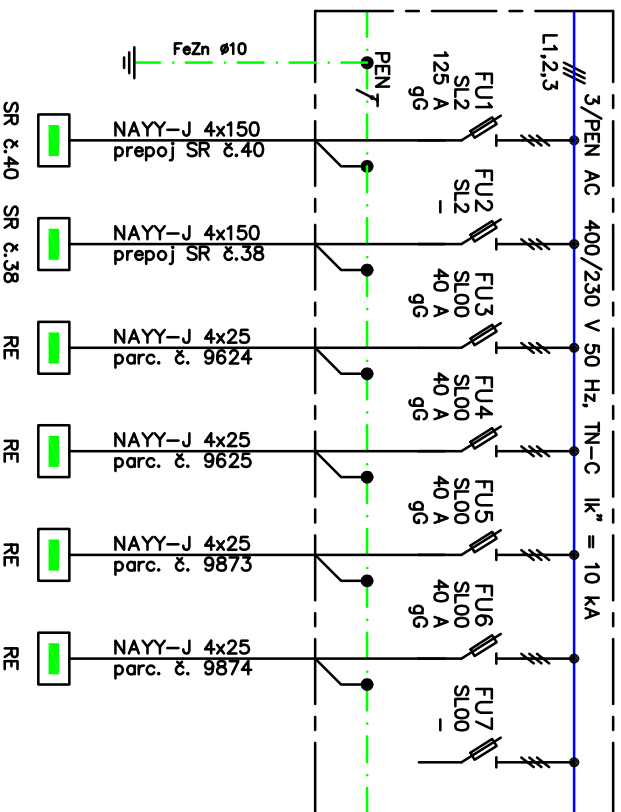 3/PEN AC 400/230 V 50 Hz, TN-C Ik" = 10 kA
L1,2,3
FU1
SL2
125 A
gG
FU2
SL2
-
FU3
SL00
40 A
gG
FU4
SL00
40 A
gG
FU5
SL00
40 A
gG
FU6
SL00
40 A
gG
FU7
SL00
-
PEN
FeZn ø10
NAYY-J 4x150
prepoj SR č.40
NAYY-J 4x150
prepoj SR č.38
NAYY-J 4x25
parc. č. 9624
NAYY-J 4x25
parc. č. 9625
NAYY-J 4x25
parc. č. 9873
NAYY-J 4x25
parc. č. 9874
SR č.40
SR č.38
RE
RE
RE
RE